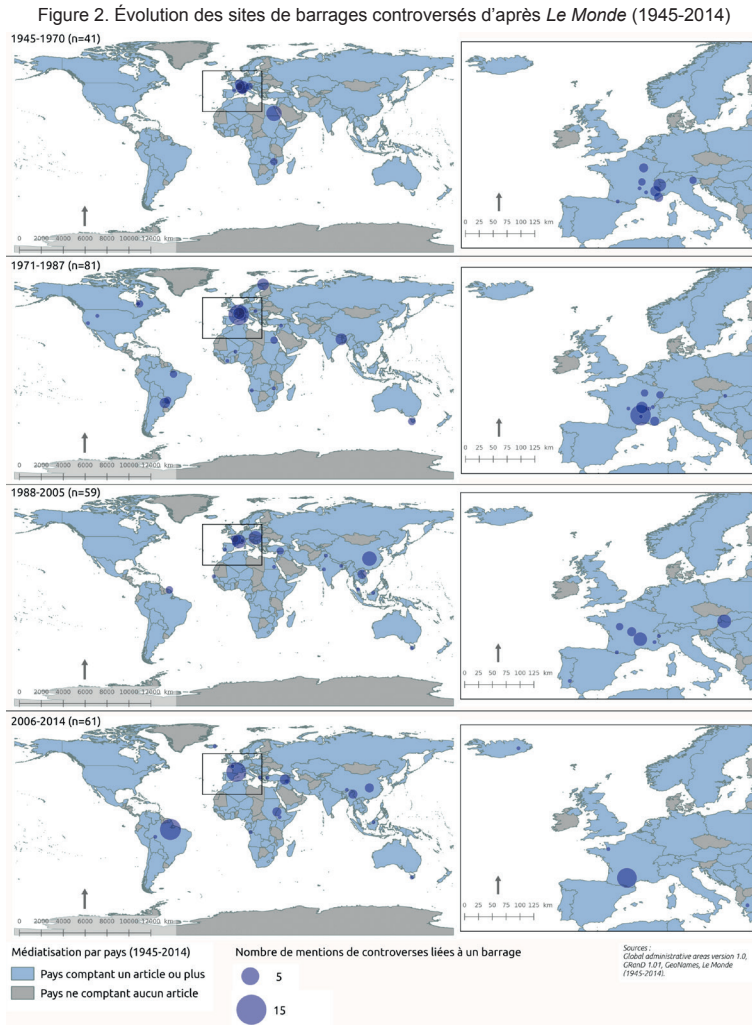 Figure 2. Évolution des sites de barrages controversés d'après Le Monde (1945-2014)
1945-1970 (n=41)
0 2000 4000 6000 8000 10000 12000 km
0 25 50 75 100 125 km
1971-1987 (n=81)
0 2000 4000 6000 8000 10000 12000 km
0 25 50 75 100 125 km
1988-2005 (n=59)
0 2000 4000 6000 8000 10000 12000 km
0 25 50 75 100 125 km
2006-2014 (n=61)
0 2000 4000 6000 8000 10000 12000 km
0 25 50 75 100 125 km
Médiatisation par pays (1945-2014)
Pays comptant un article ou plus
Pays ne comptant aucun article
Nombre de mentions de controverses liées à un barrage
5
15
Sources :
Global administrative areas version 1.0,
GRanD 1.01, GeoNames, Le Monde
(1945-2014).